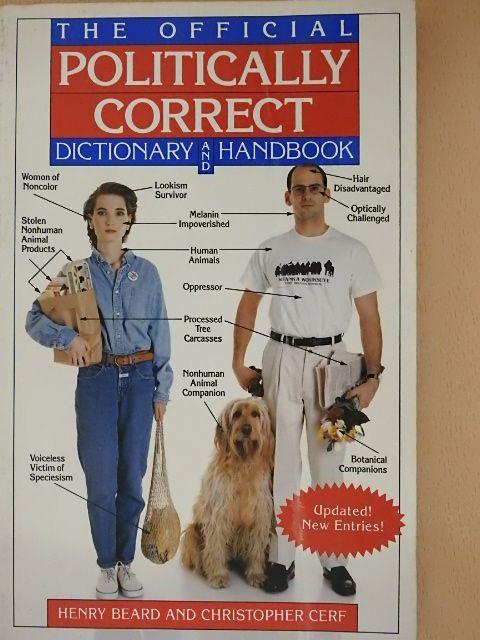 THE OFFICIAL
POLITICALLY
CORRECT
DICTIONARY AND HANDBOOK
Women of
Noncolor
Lookism
Survivor
Hair
Disadvantaged
Optically
Challenged
Melanin
Impoverished
Stolen
Nonhuman
Animal
Products
Human
Animals
Oppressor
Processed
Tree
Carcasses
Nonhuman
Animal
Companion
Voiceless
Victim of
Speciesism
Botanical
Companions
Updated!
New Entries!
HENRY BEARD AND CHRISTOPHER CERF